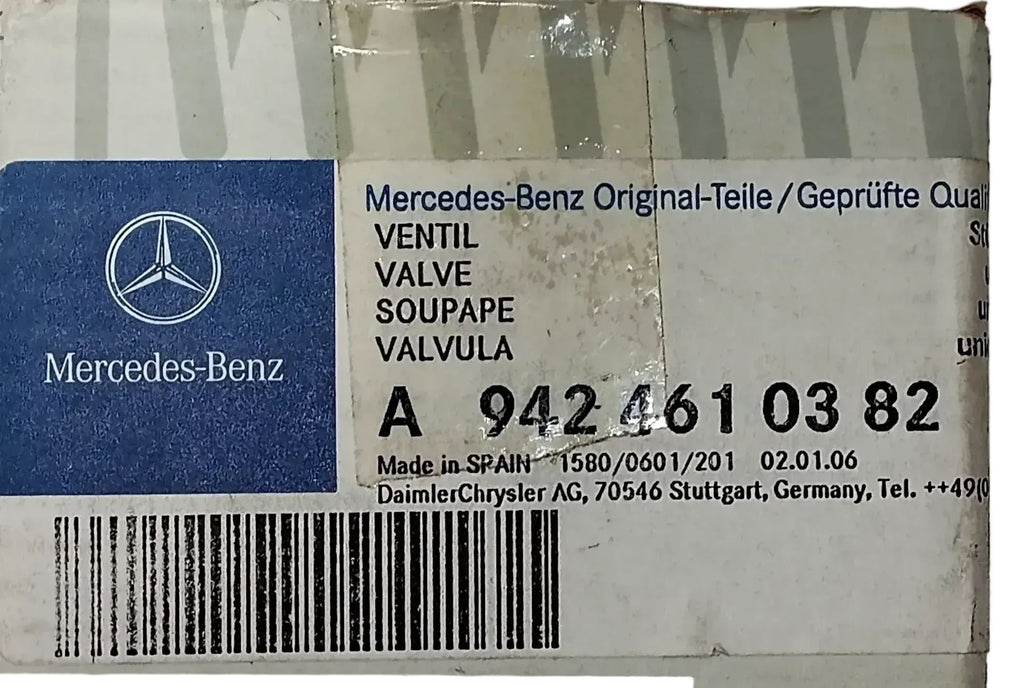 Mercedes-Benz
Mercedes-Benz Original-Teile/Geprüfte
VENTIL
VALVE
SOUPAPE
VALVULA
A 942 461 03 82
Made in SPAIN 1580/0601/201 02.01.06
DaimlerChrysler AG, 70546 Stuttgart, Germany, Tel. ++49(0